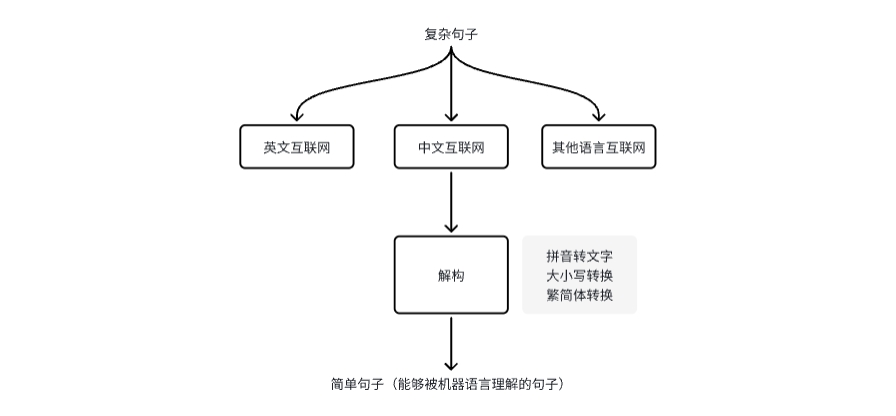 复杂句子
英文互联网
中文互联网
其他语言互联网
解构
拼音转文字
大小写转换
繁简体转换
简单句子（能够被机器语言理解的句子）